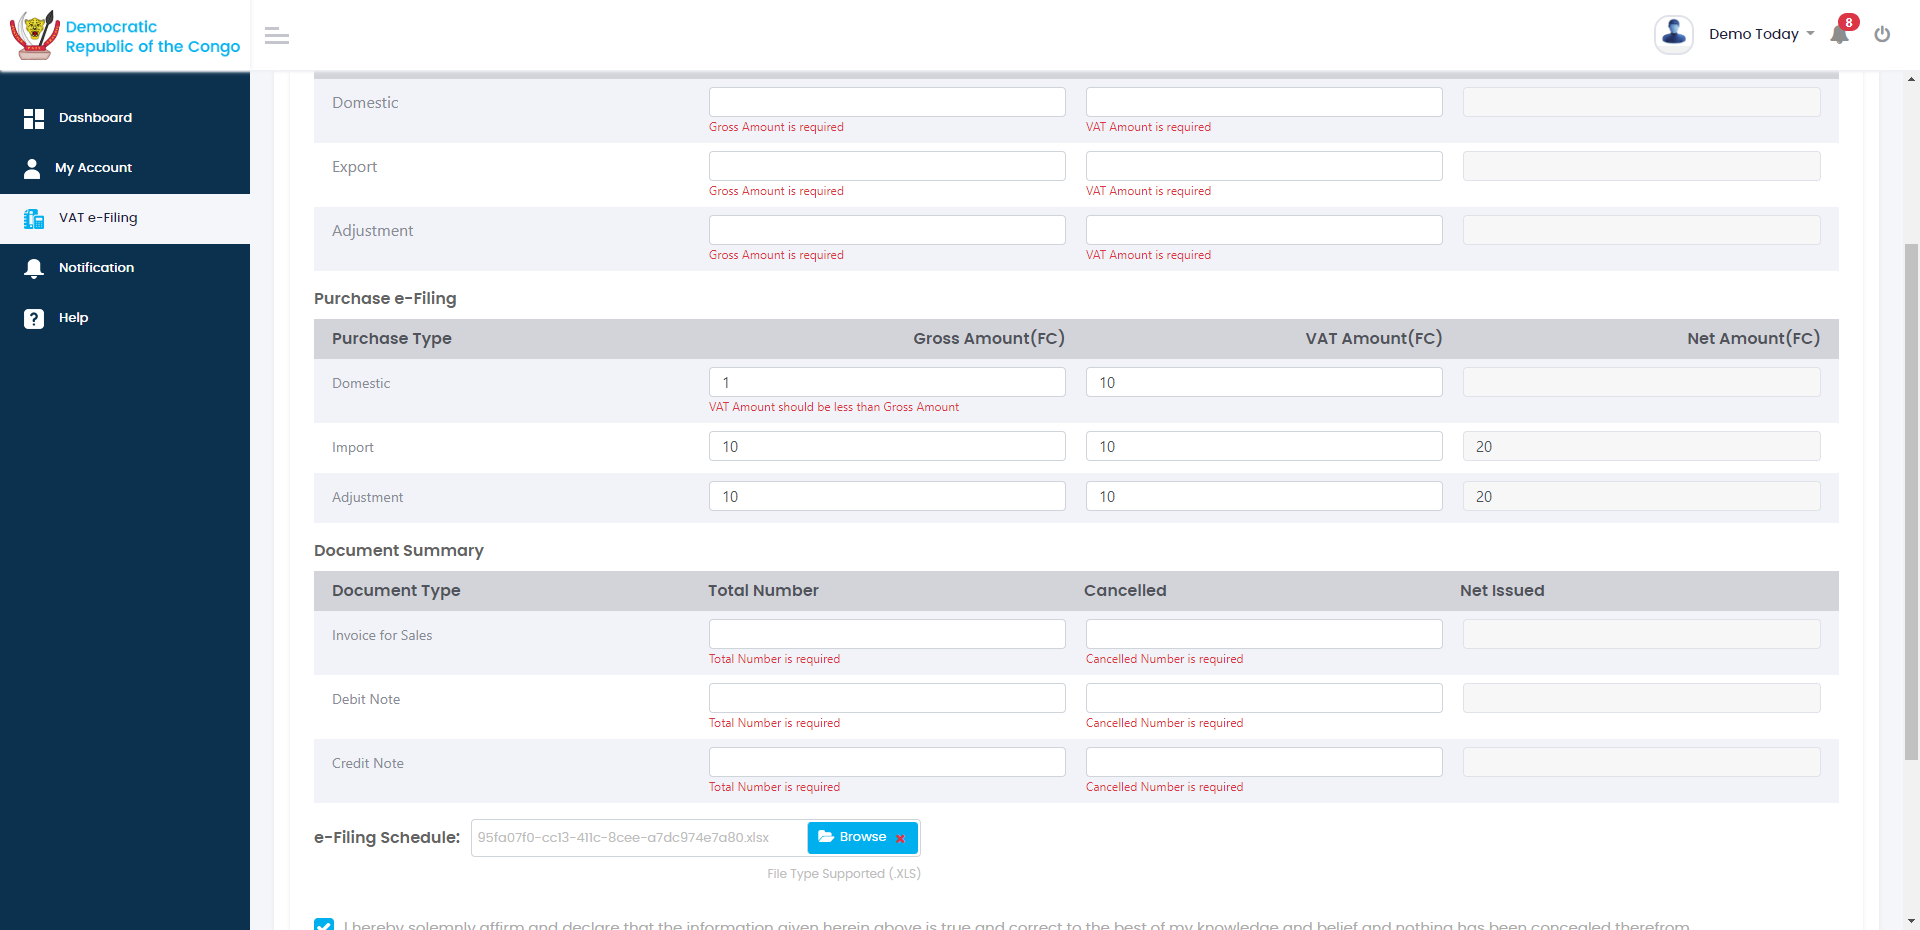 Democratic
Republic of the Congo
Demo Today
8
Dashboard
My Account
VAT e-Filing
Notification
Help
Domestic
Gross Amount is required
VAT Amount is required
Export
Gross Amount is required
VAT Amount is required
Adjustment
Gross Amount is required
VAT Amount is required
Purchase e-Filing
Purchase Type Gross Amount(FC) VAT Amount(FC) Net Amount(FC)
Domestic 1 10
VAT Amount should be less than Gross Amount
Import 10 10 20
Adjustment 10 10 20
Document Summary
Document Type Total Number Cancelled Net Issued
Invoice for Sales
Total Number is required
Cancelled Number is required
Debit Note
Total Number is required
Cancelled Number is required
Credit Note
Total Number is required
Cancelled Number is required
e-Filing Schedule: 95fa07f0-cc13-411c-8cee-a7dc974e7a80.xlsx Browse
File Type Supported (.XLS)
I hereby solemnly affirm and declare that the information given herein above is true and correct to the best of my knowledge and belief and nothing has been concealed therefrom